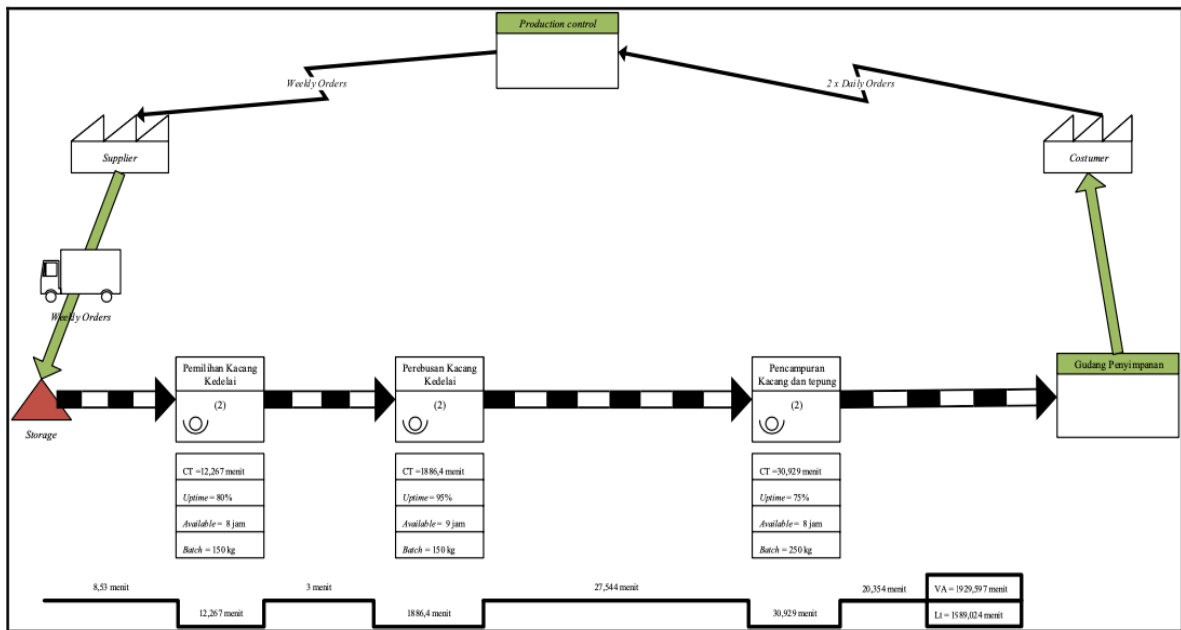 Production control
Weekly Orders
2 x Daily Orders
Supplier
Costumer
Weekly Orders
Storage
Pemilihan Kacang
Kedelai
(2)
Perebusan Kacang
Kedelai
(2)
Pencampuran
Kacang dan tepung
(2)
Gudang Penyimpanan
CT =12,267 menit
Uptime = 80%
Available = 8 jam
Batch = 150 kg
CT =1886,4 menit
Uptime = 95%
Available = 9 jam
Batch = 150 kg
CT =30,929 menit
Uptime = 75%
Available = 8 jam
Batch = 250 kg
8,53 menit
12,267 menit
3 menit
1886,4 menit
27,544 menit
30,929 menit
20,354 menit
VA = 1929,597 menit
Lt = 1989,024 menit